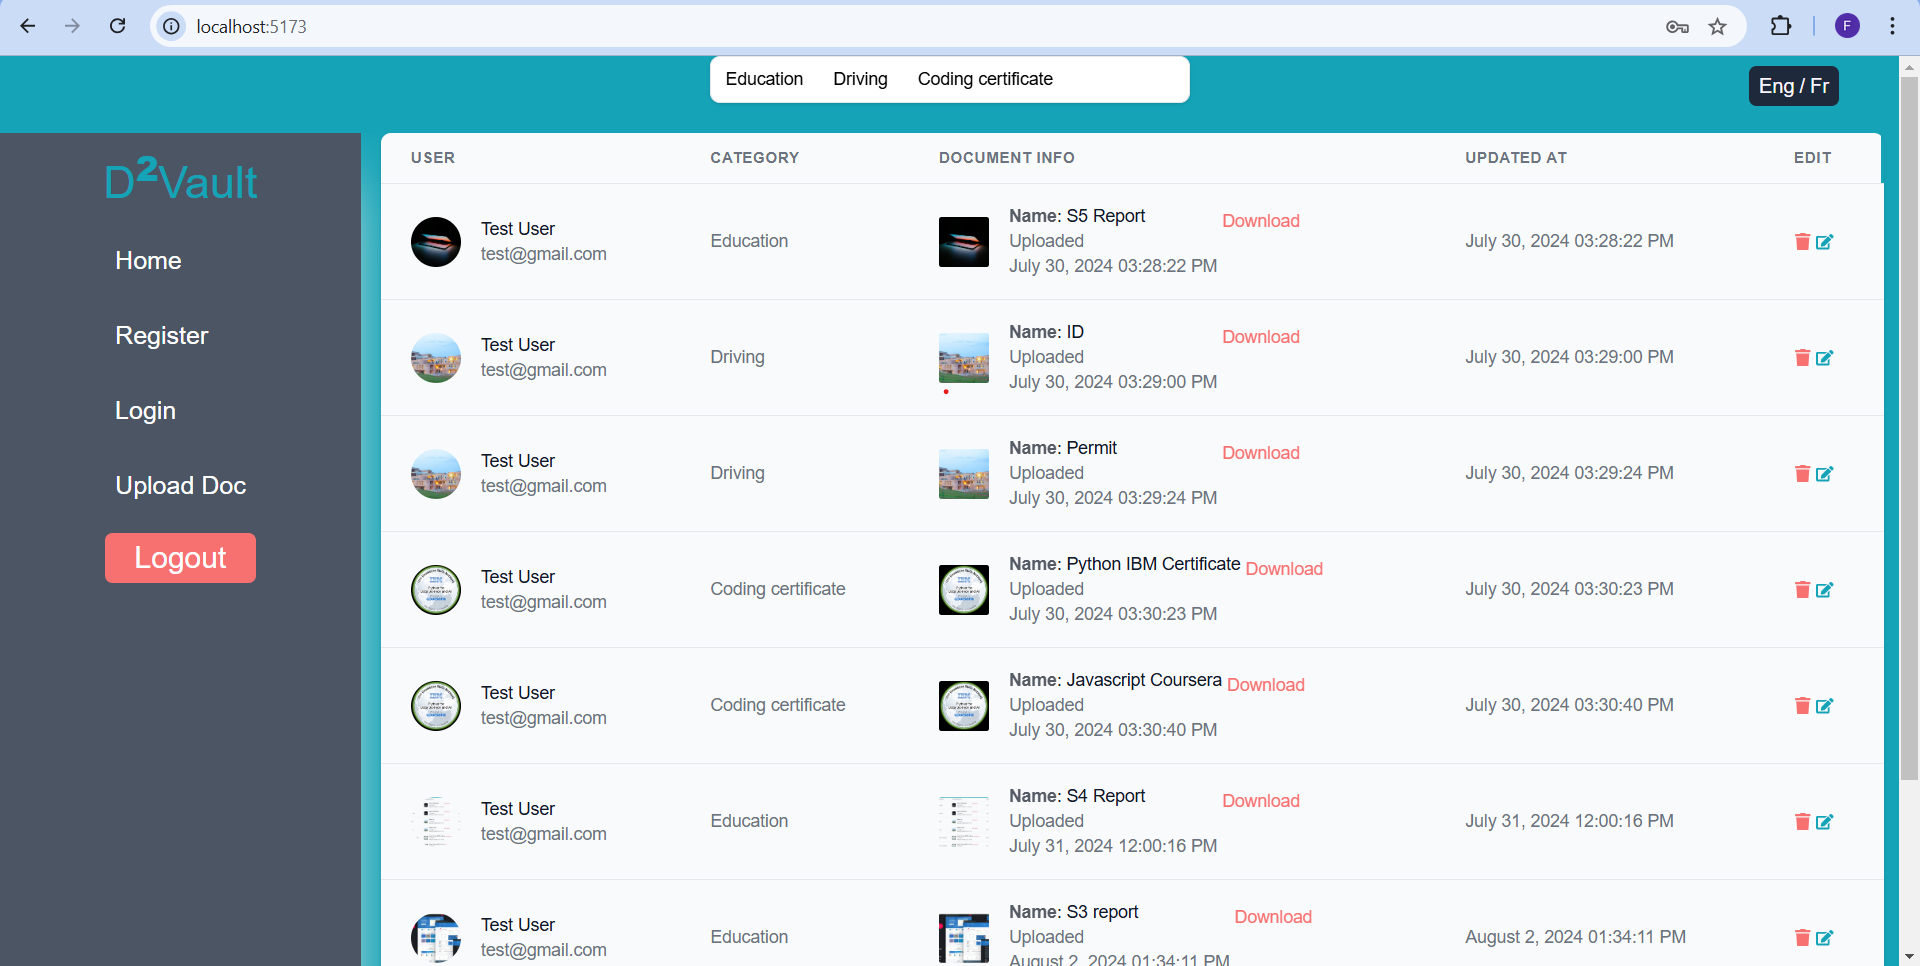 localhost:5173
F
Education Driving Coding certificate
Eng / Fr
D²Vault
Home
Register
Login
Upload Doc
Logout
USER CATEGORY DOCUMENT INFO UPDATED AT EDIT
Test User
test@gmail.com
Education
Name: S5 Report
Download
Uploaded
July 30, 2024 03:28:22 PM
July 30, 2024 03:28:22 PM
Test User
test@gmail.com
Driving
Name: ID
Download
Uploaded
July 30, 2024 03:29:00 PM
July 30, 2024 03:29:00 PM
Test User
test@gmail.com
Driving
Name: Permit
Download
Uploaded
July 30, 2024 03:29:24 PM
July 30, 2024 03:29:24 PM
Test User
test@gmail.com
Coding certificate
Name: Python IBM Certificate
Download
Uploaded
July 30, 2024 03:30:23 PM
July 30, 2024 03:30:23 PM
Test User
test@gmail.com
Coding certificate
Name: Javascript Coursera
Download
Uploaded
July 30, 2024 03:30:40 PM
July 30, 2024 03:30:40 PM
Test User
test@gmail.com
Education
Name: S4 Report
Download
Uploaded
July 31, 2024 12:00:16 PM
July 31, 2024 12:00:16 PM
Test User
test@gmail.com
Education
Name: S3 report
Download
Uploaded
August 2, 2024 01:34:11 PM
August 2, 2024 01:34:11 PM